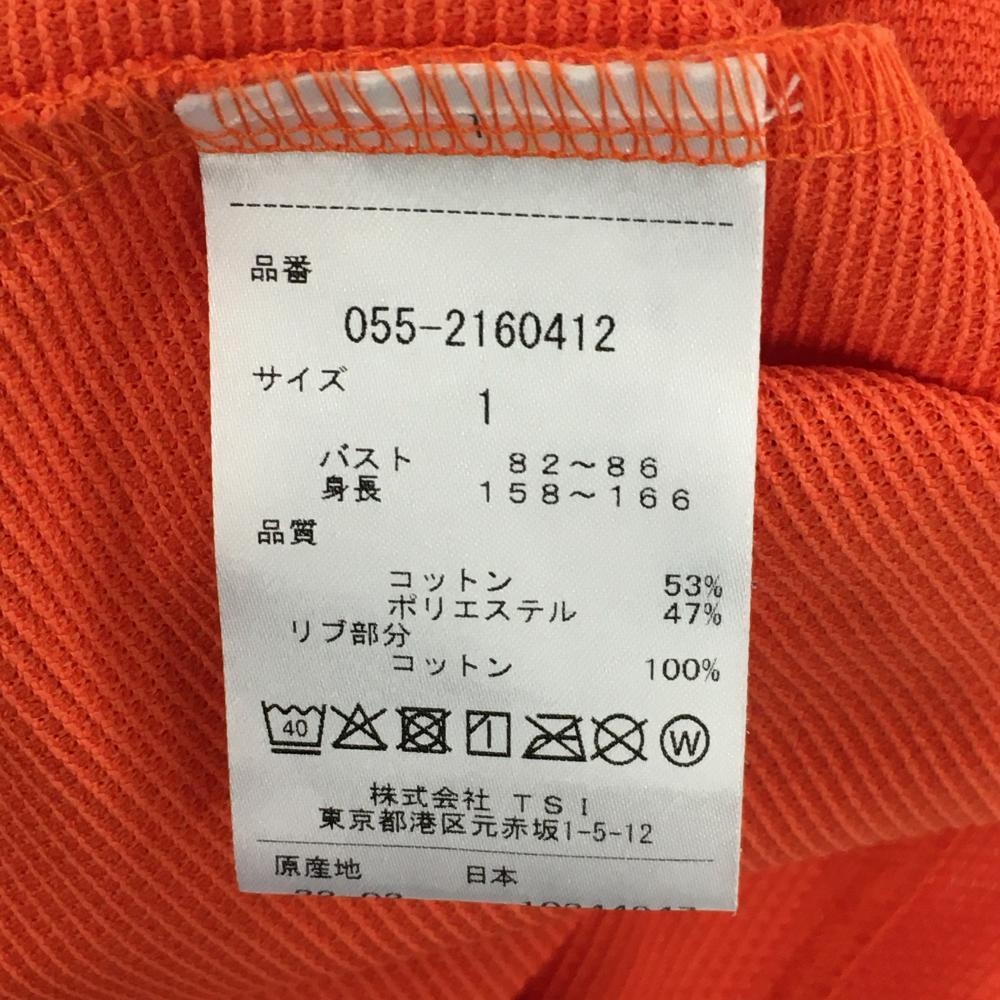 品番
055-2160412
サイズ
1
バスト 82～86
身長 158～166
品質
コットン 53%
ポリエステル 47%
リブ部分
コットン 100%
40 W
株式会社 TSI
東京都港区元赤坂1-5-12
原産地 日本